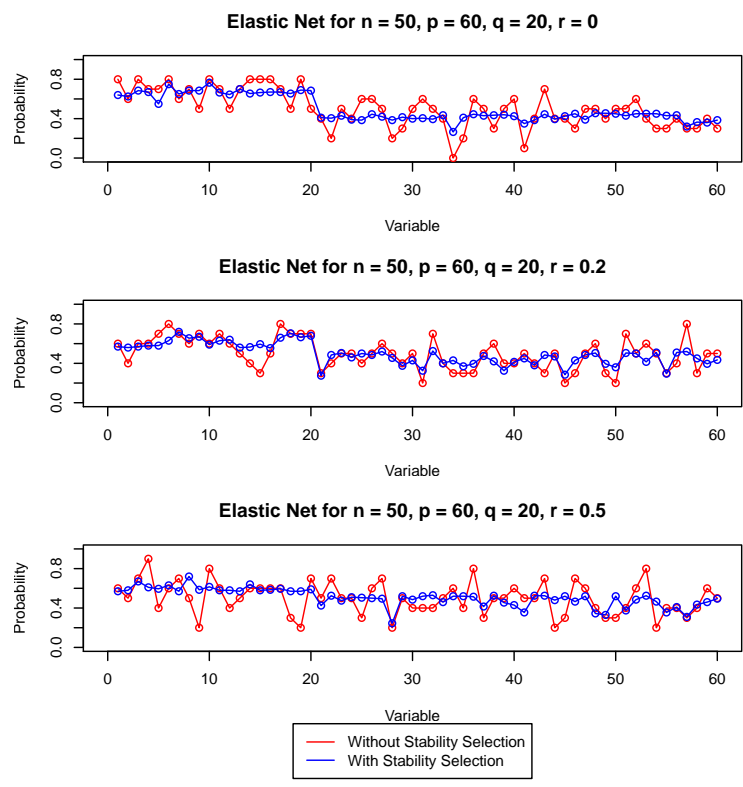 Elastic Net for n = 50, p = 60, q = 20, r = 0
Probability
0.0 0.4 0.8
0 10 20 30 40 50 60
Variable
Elastic Net for n = 50, p = 60, q = 20, r = 0.2
Probability
0.0 0.4 0.8
0 10 20 30 40 50 60
Variable
Elastic Net for n = 50, p = 60, q = 20, r = 0.5
Probability
0.0 0.4 0.8
0 10 20 30 40 50 60
Variable
Without Stability Selection
With Stability Selection